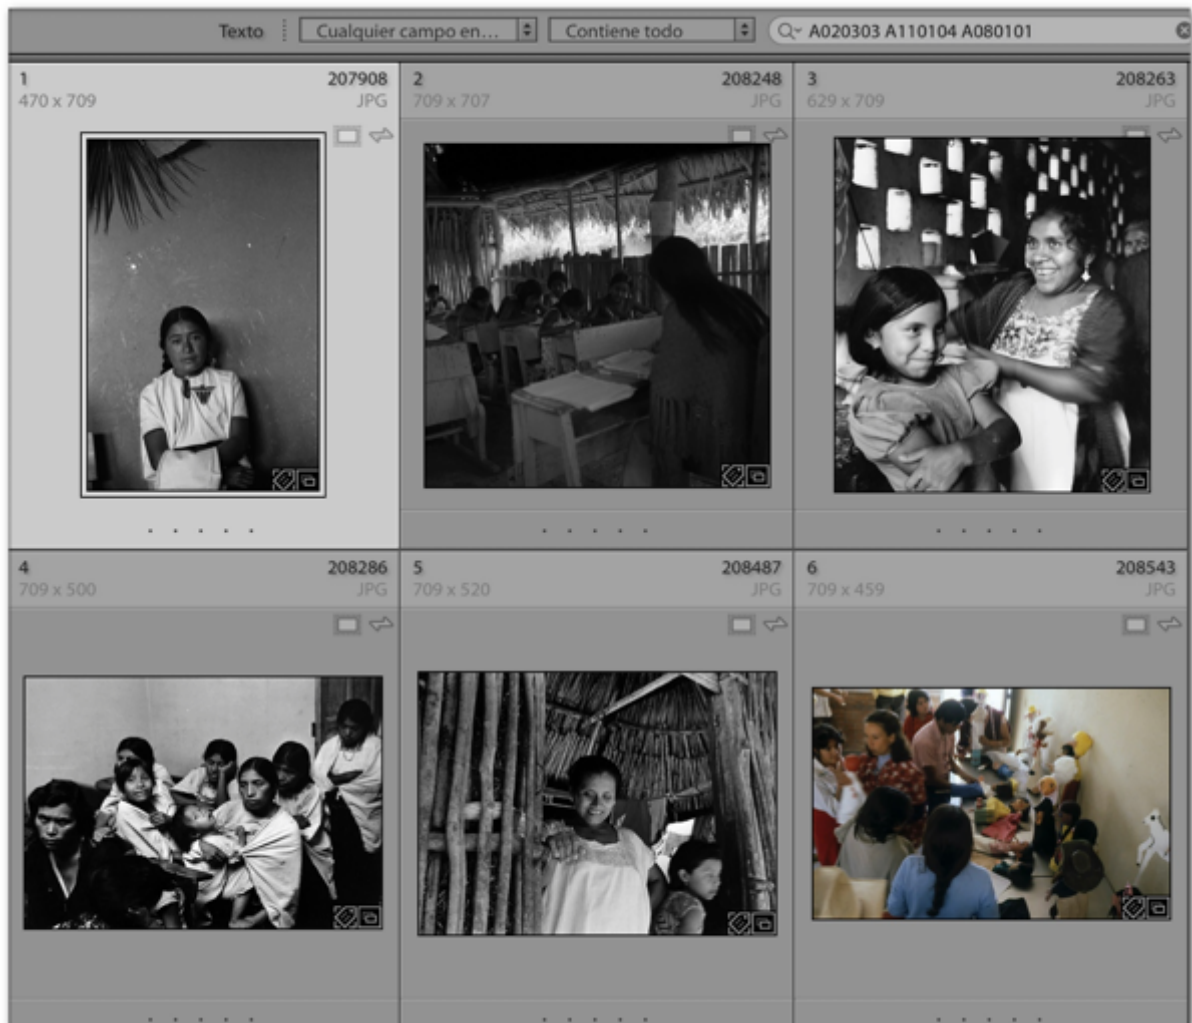 Texto Cualquier campo en... Contiene todo A020303 A110104 A080101
1 207908 2 208248 3 208263
470 x 709 JPG 709 x 707 JPG 629 x 709 JPG
4 208286 5 208487 6 208543
709 x 500 JPG 709 x 520 JPG 709 x 459 JPG